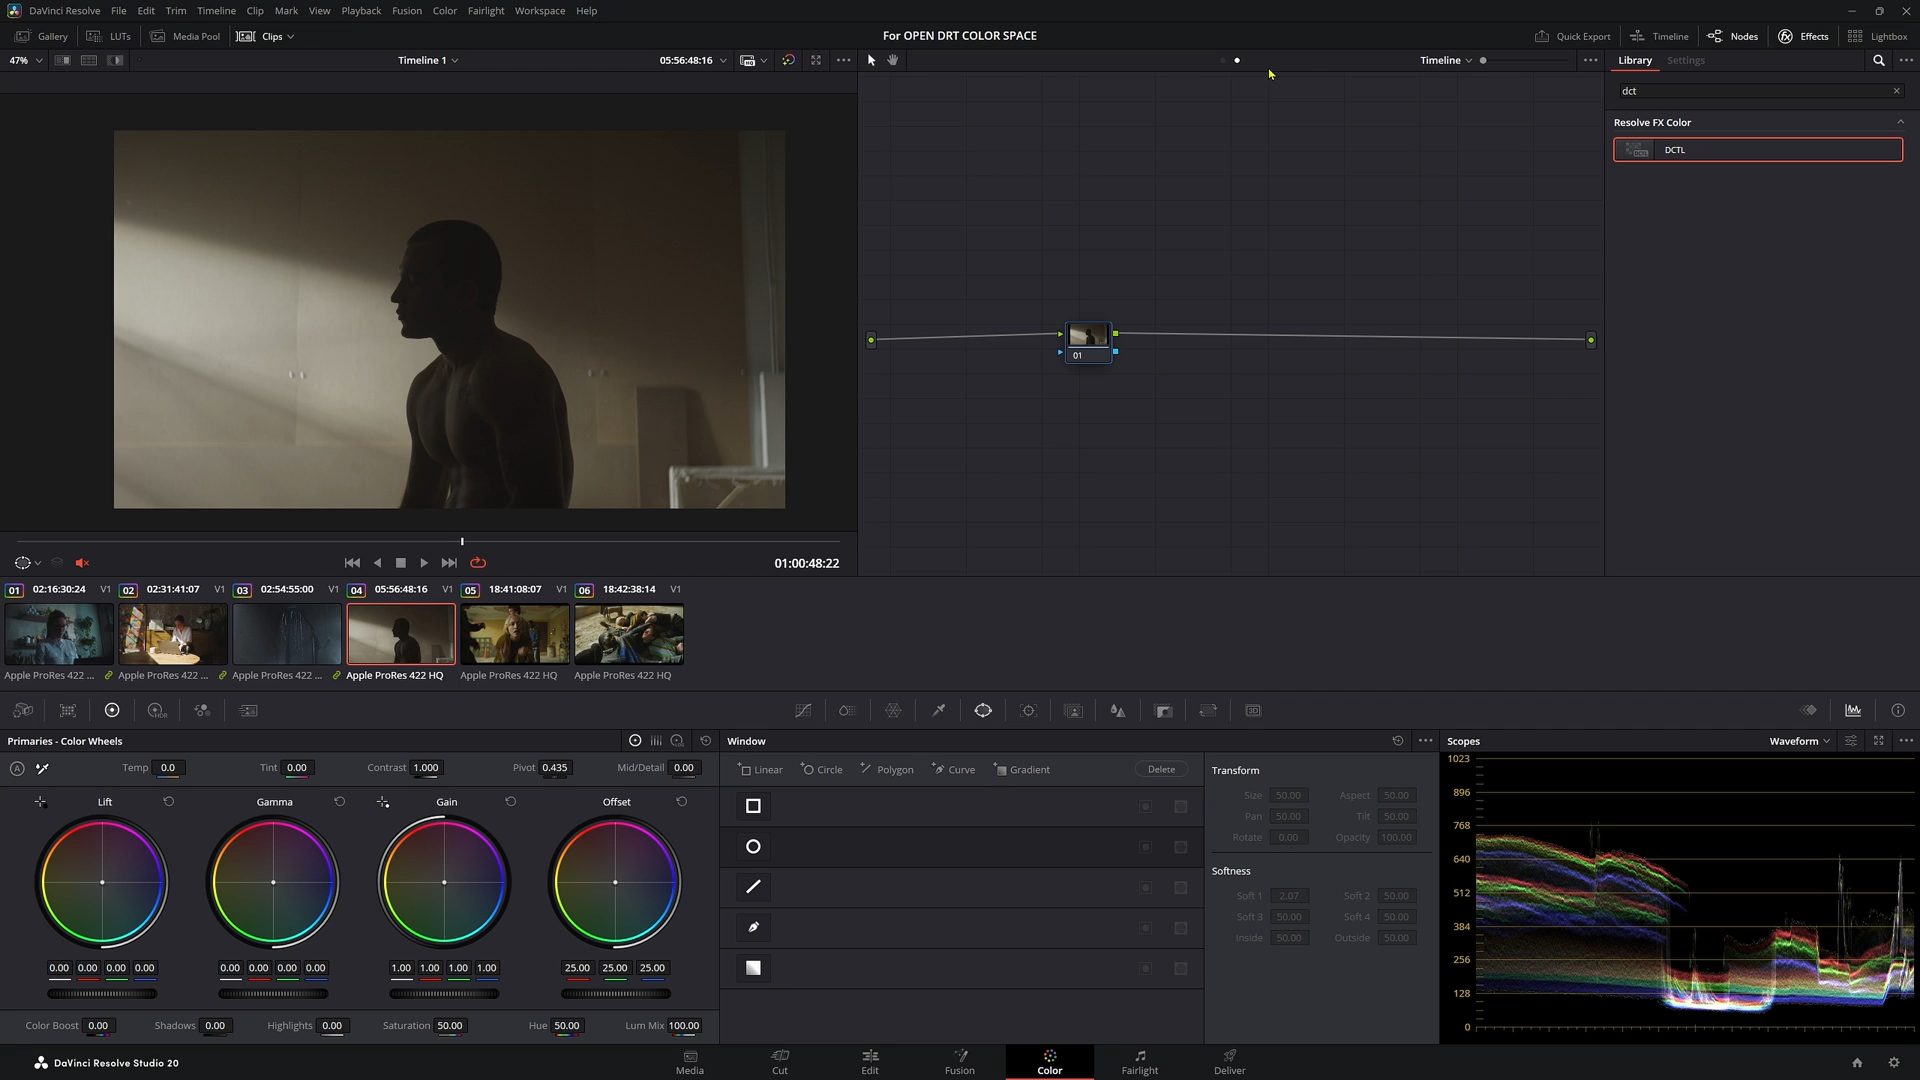 DaVinci Resolve File Edit Trim Timeline Clip Mark View Playback Fusion Color Fairlight Workspace Help
Gallery LUTs Media Pool Clips For OPEN DRT COLOR SPACE Quick Export Timeline Nodes Effects Lightbox
47% Timeline 1 05:56:48:16 Timeline Library Settings
dct
Resolve FX Color
DCTL
01
01:00:48:22
01 02:16:30:24 V1 02 02:31:41:07 V1 03 02:54:55:00 V1 04 05:56:48:16 V1 05 18:41:08:07 V1 06 18:42:38:14 V1
Apple ProRes 422 ... Apple ProRes 422 ... Apple ProRes 422 ... Apple ProRes 422 HQ Apple ProRes 422 HQ Apple ProRes 422 HQ
Primaries - Color Wheels
Temp 0.0 Tint 0.00 Contrast 1.000 Pivot 0.435 Mid/Detail 0.00
Lift Gamma Gain Offset
0.00 0.00 0.00 0.00 0.00 0.00 0.00 0.00 1.00 1.00 1.00 1.00 25.00 25.00 25.00
Color Boost 0.00 Shadows 0.00 Highlights 0.00 Saturation 50.00 Hue 50.00 Lum Mix 100.00
Window
Linear Circle Polygon Curve Gradient Delete
Transform
Size 50.00 Aspect 50.00
Pan 50.00 Tilt 50.00
Rotate 0.00 Opacity 100.00
Softness
Soft 1 2.07 Soft 2 50.00
Soft 3 50.00 Soft 4 50.00
Inside 50.00 Outside 50.00
Scopes Waveform
1023
896
768
640
512
384
256
128
0
DaVinci Resolve Studio 20 Media Cut Edit Fusion Color Fairlight Deliver